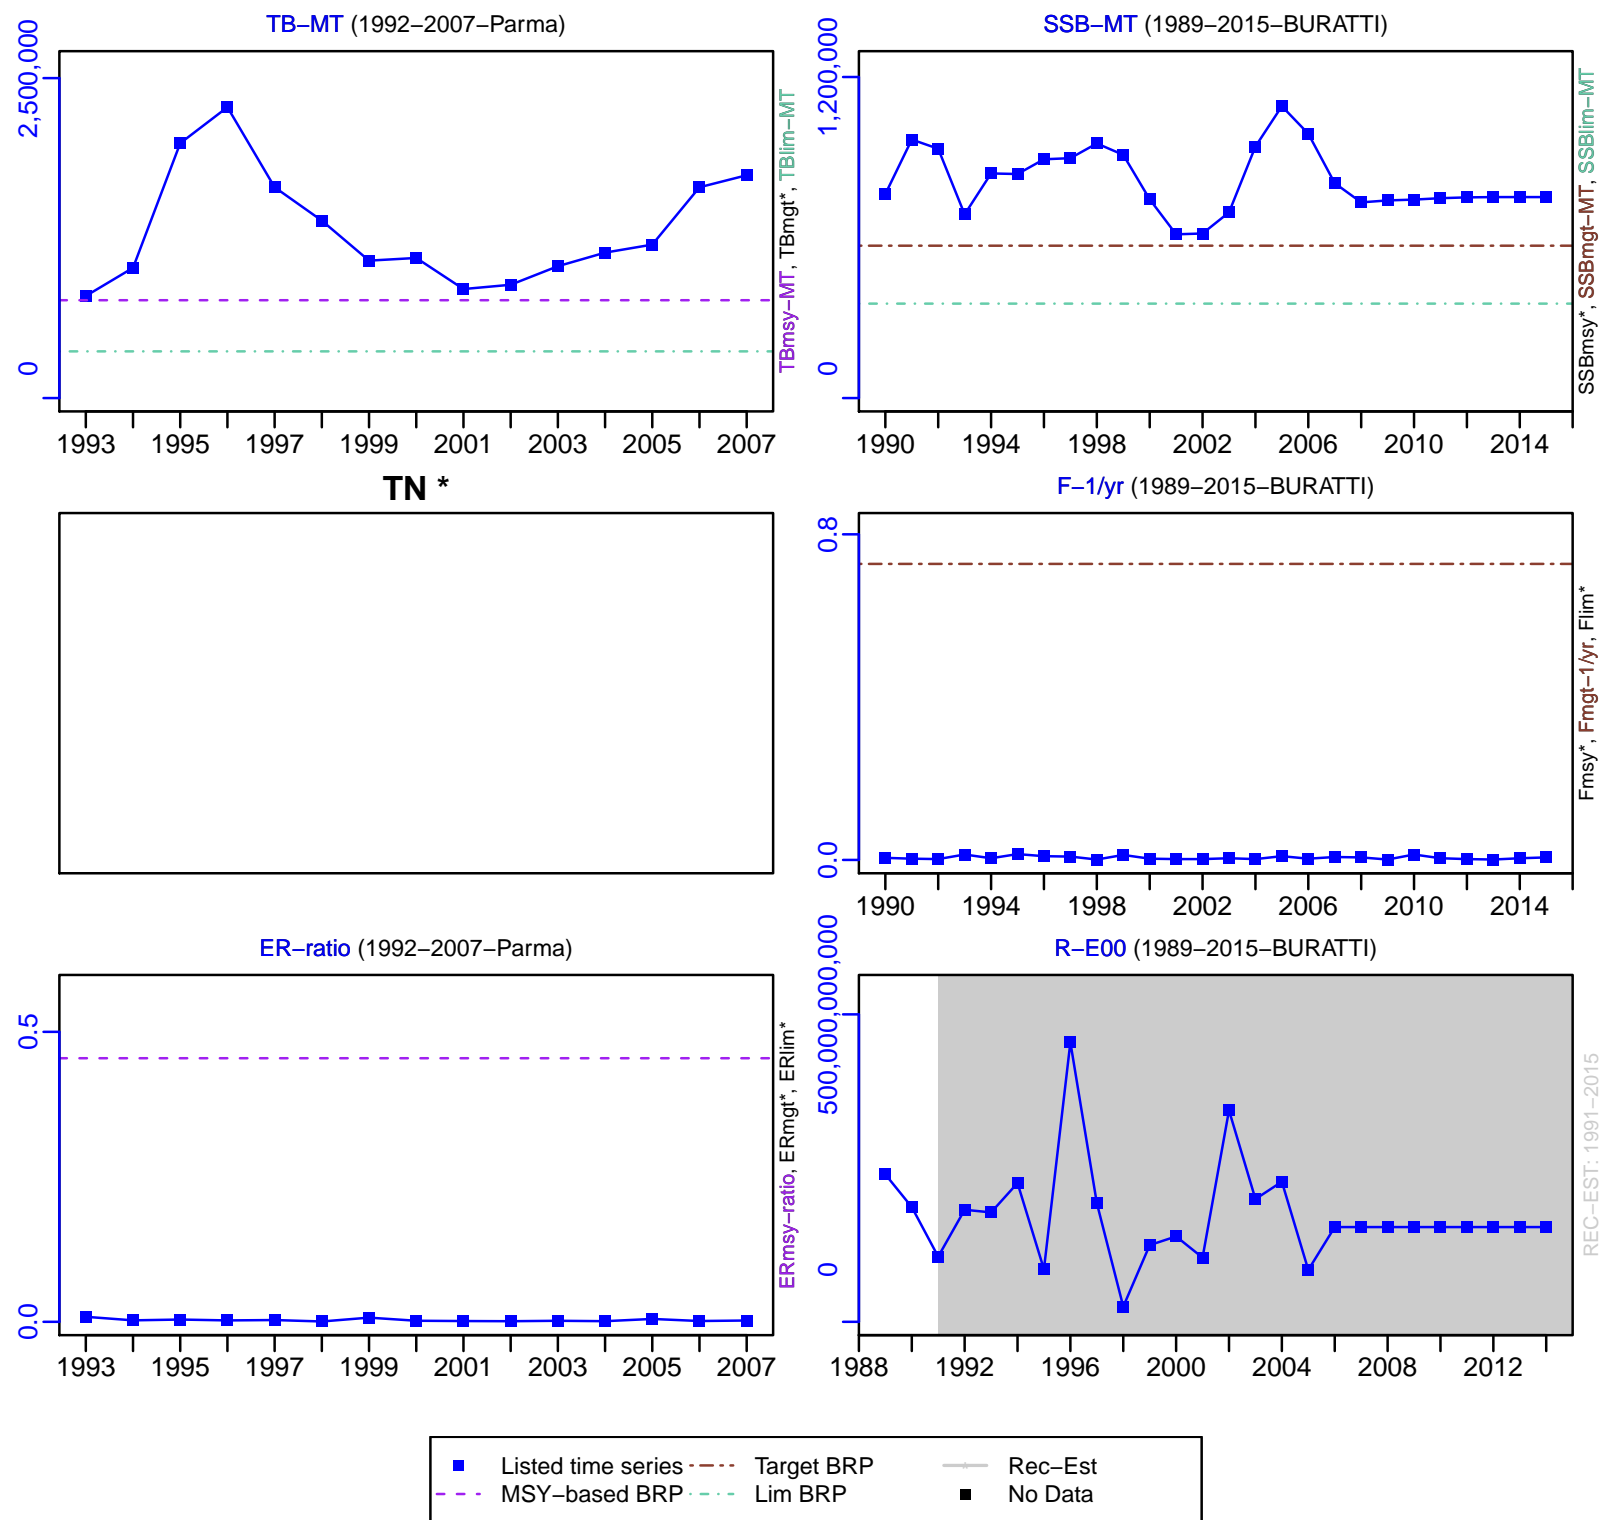 TB−MT (1992−2007−Parma)
2,500,000
0
1993 1995 1997 1999 2001 2003 2005 2007
TBmsy−MT, TBmgt*, TBlim−MT
SSB−MT (1989−2015−BURATTI)
1,200,000
0
1990 1994 1998 2002 2006 2010 2014
SSBmsy*, SSBmgt−MT, SSBlim−MT
TN *
F−1/yr (1989−2015−BURATTI)
0.8
0.0
1990 1994 1998 2002 2006 2010 2014
Fmsy*, Fmgt−1/yr, Flim*
ER−ratio (1992−2007−Parma)
0.5
0.0
1993 1995 1997 1999 2001 2003 2005 2007
ERmsy−ratio, ERmgt*, ERlim*
R−E00 (1989−2015−BURATTI)
500,000,000,000
0
1988 1992 1996 2000 2004 2008 2012
REC−EST: 1991−2015
Listed time series Target BRP Rec−Est
MSY−based BRP Lim BRP No Data